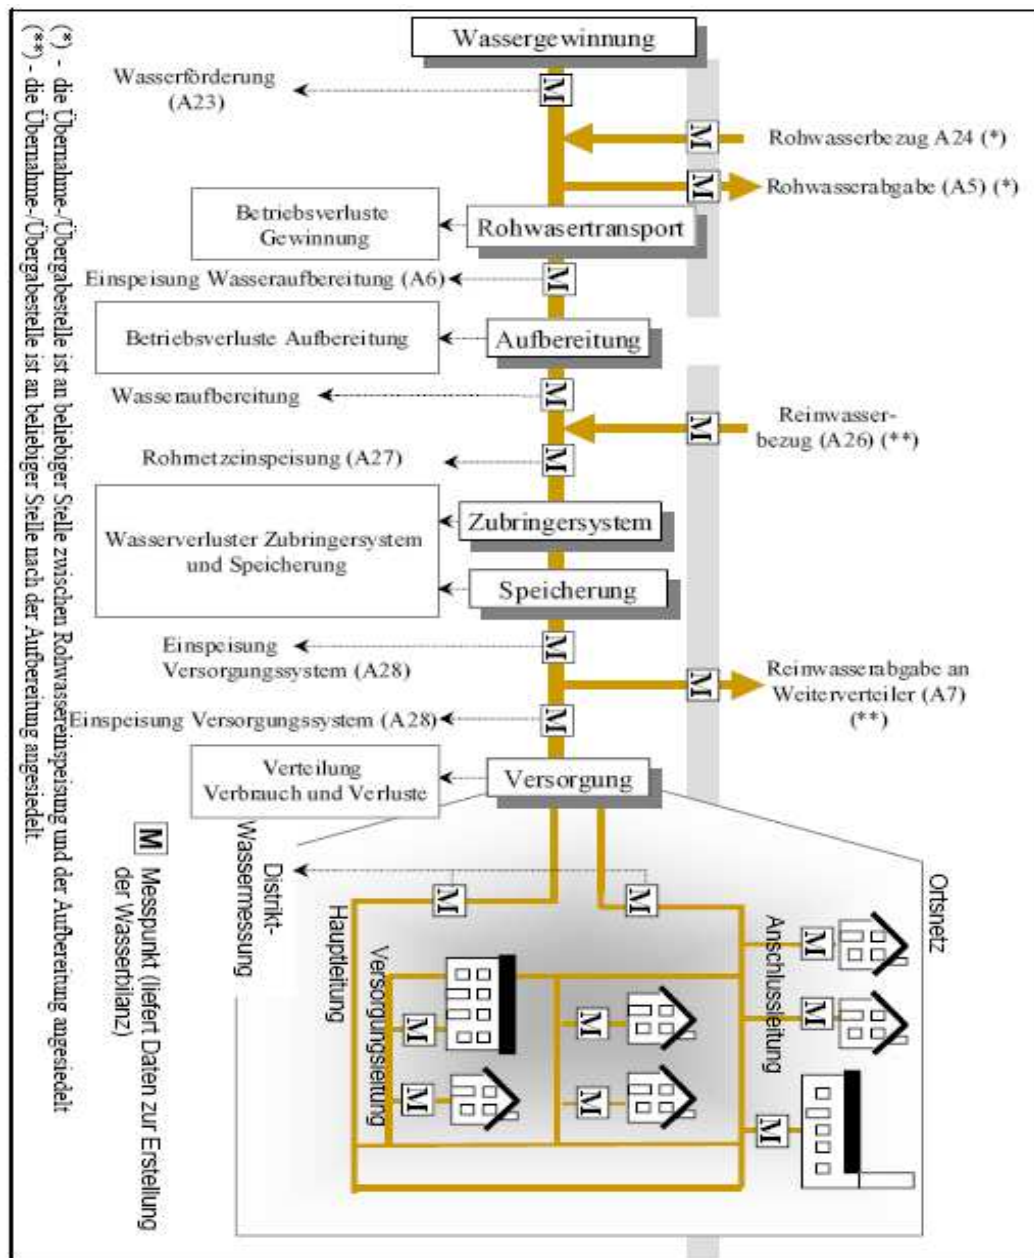 Wassergewinnung
Wasserförderung
(A23)
M
M
Rohwasserbezug A24 (*)
M
Rohwasserabgabe (A5) (*)
Betriebsverluste
Gewinnung
Rohwasertransport
Einspeisung Wasseraufbereitung (A6)
M
Betriebsverluste Aufbereitung
Aufbereitung
Wasseraufbereitung
M
M
Reinwasser-
bezug (A26) (**)
Rohrnetzeinspeisung (A27)
M
Zubringersystem
Wasserverluster Zubringersystem
und Speicherung
Speicherung
Einspeisung
Versorgungssystem (A28)
M
M
Reinwasserabgabe an
Weiterverteiler (A7)
(**)
Einspeisung Versorgungssystem (A28)
M
Verteilung
Verbrauch und Verluste
Versorgung
Distrikt-
Wassermessung
Ortsnetz
M
M
Hauptleitung
Versorgungsleitung
Anschlussleitung
M
M
M
M
M
M
M
M Messpunkt (liefert Daten zur Erstellung
der Wasserbilanz)
(*) - die Übernahme-/Übergabestelle ist an beliebiger Stelle zwischen Rohwassereinspeisung und der Aufbereitung angesiedelt
(**) - die Übernahme-/Übergabestelle ist an beliebiger Stelle nach der Aufbereitung angesiedelt.